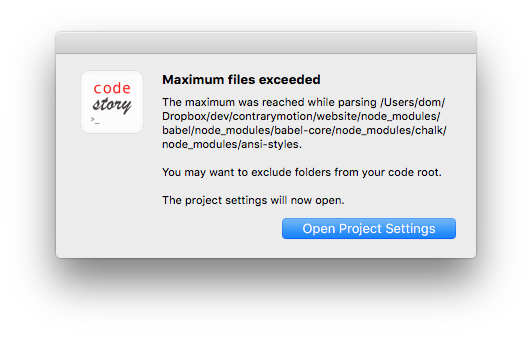 code
story
>_
Maximum files exceeded
The maximum was reached while parsing /Users/dom/
Dropbox/dev/contrarymotion/website/node_modules/
babel/node_modules/babel-core/node_modules/chalk/
node_modules/ansi-styles.
You may want to exclude folders from your code root.
The project settings will now open.
Open Project Settings